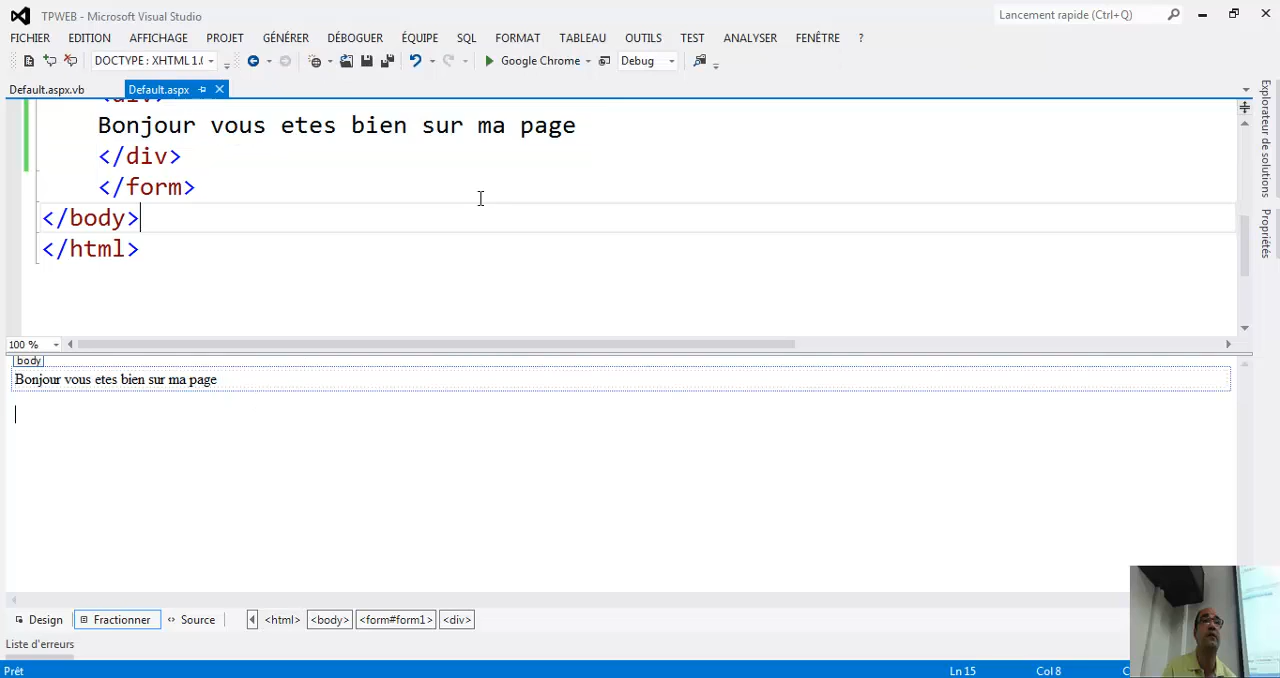 TPWEB - Microsoft Visual Studio
Lancement rapide (Ctrl+Q)
FICHIER EDITION AFFICHAGE PROJET GÉNÉRER DÉBOGUER ÉQUIPE SQL FORMAT TABLEAU OUTILS TEST ANALYSER FENÊTRE ?
DOCTYPE : XHTML 1.( Google Chrome Debug
Default.aspx.vb Default.aspx
<div>
Bonjour vous etes bien sur ma page
</div>
</form>
</body>
</html>
100 %
body
Bonjour vous etes bien sur ma page
Design Fractionner Source <html> <body> <form#form1> <div>
Liste d'erreurs
Prêt Ln 15 Col 8 C
Explorateur de solutions
Propriétés